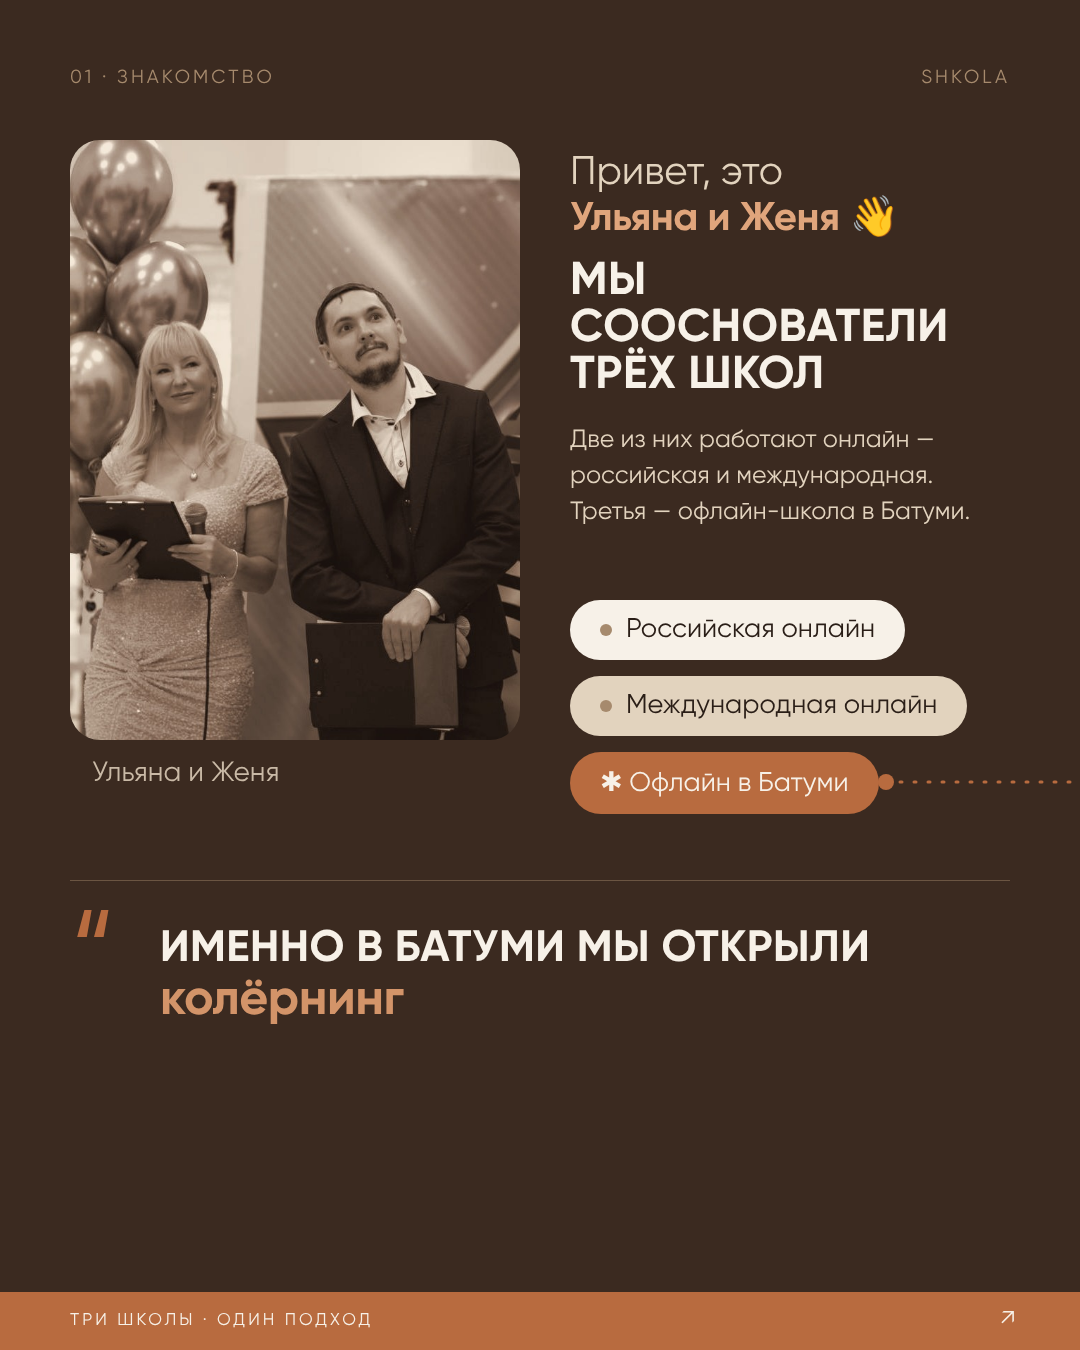 01 · ЗНАКОМСТВО
SHKOLA
Привет, это
Ульяна и Женя 👋
МЫ
СООСНОВАТЕЛИ
ТРЁХ ШКОЛ
Две из них работают онлайн —
российская и международная.
Третья — офлайн-школа в Батуми.
Российская онлайн
Международная онлайн
✱ Офлайн в Батуми
Ульяна и Женя
"
ИМЕННО В БАТУМИ МЫ ОТКРЫЛИ
колёрнинг
ТРИ ШКОЛЫ · ОДИН ПОДХОД
↗